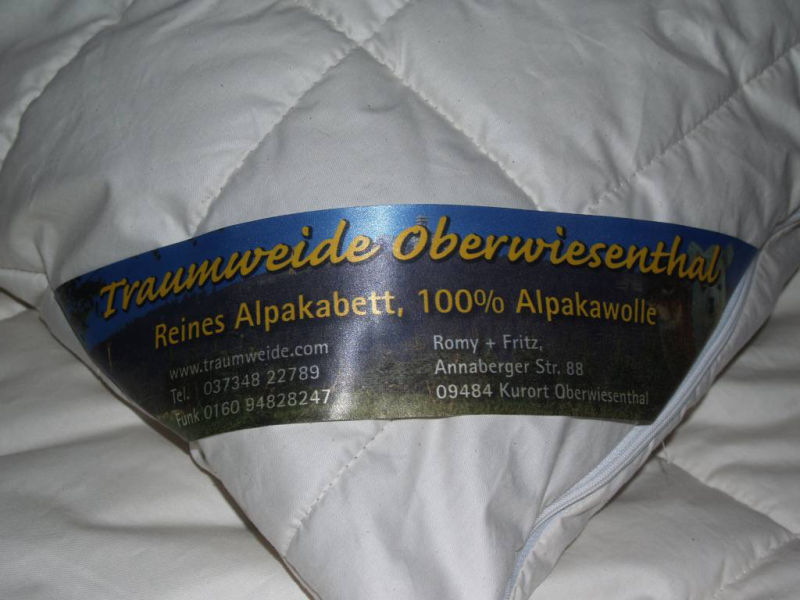 Traumweide Oberwiesenthal
Reines Alpakabett, 100% Alpakawolle
www.traumweide.com
Tel. | 037348 22789
Funk 0160 94828247
Romy + Fritz,
Annaberger Str. 88
09484 Kurort Oberwiesenthal